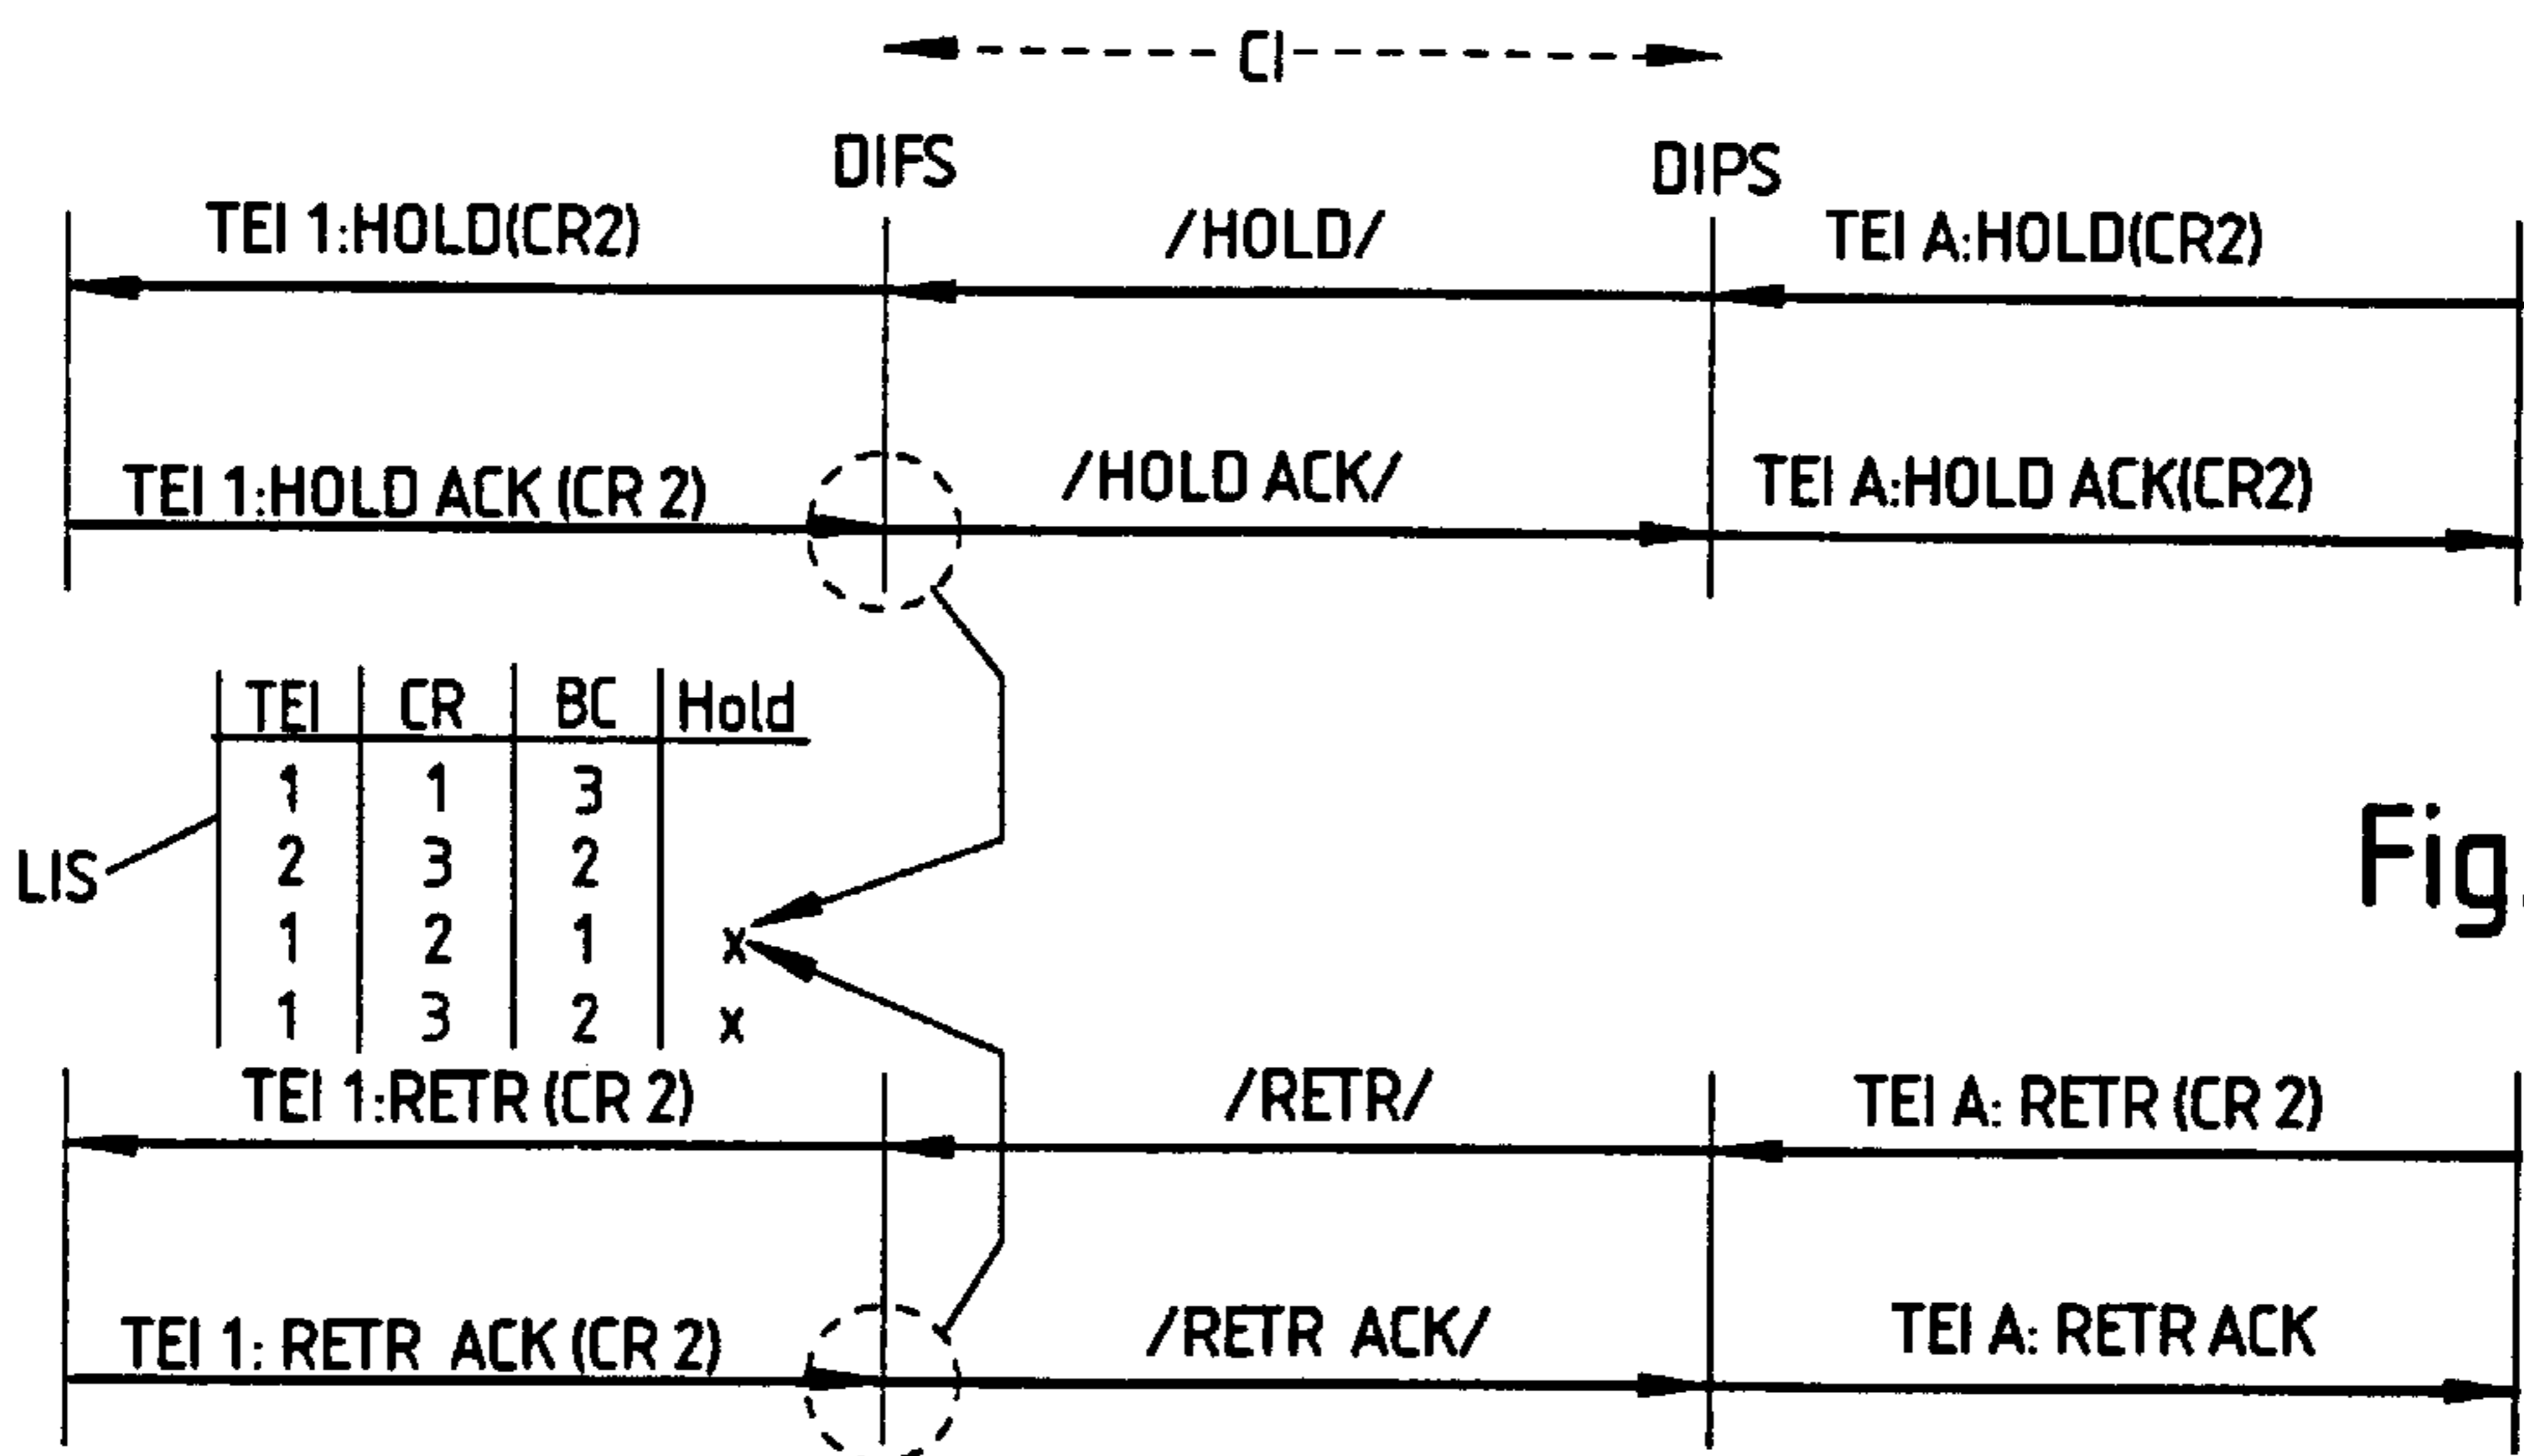 CI
DIFS DIPS
TEI 1:HOLD(CR2) /HOLD/ TEI A:HOLD(CR2)
TEI 1:HOLD ACK (CR 2) /HOLD ACK/ TEI A:HOLD ACK(CR2)
TEI CR BC Hold
1 1 3
2 3 2
LIS
1 2 1 x
1 3 2 x
Fig.
TEI 1:RETR (CR 2) /RETR/ TEI A: RETR (CR 2)
TEI 1: RETR ACK (CR 2) /RETR ACK/ TEI A: RETR ACK